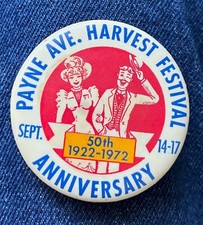 PAYNE AVE. HARVEST FESTIVAL
SEPT.
14-17
50th
1922-1972
ANNIVERSARY